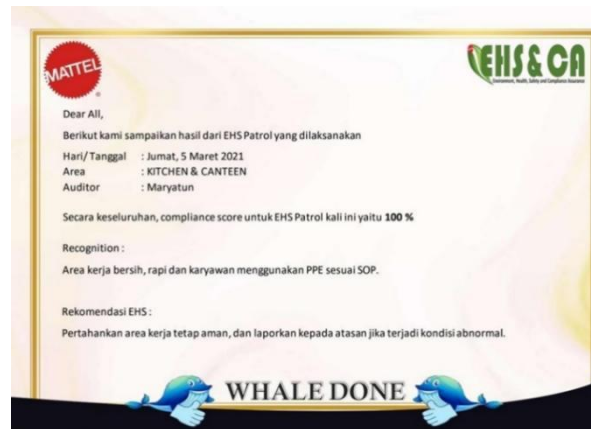 MATTEL
EHS & CA
Environment, Health, Safety and Compliance Assurance
Dear All,
Berikut kami sampaikan hasil dari EHS Patrol yang dilaksanakan
Hari/ Tanggal : Jumat, 5 Maret 2021
Area : KITCHEN & CANTEEN
Auditor : Maryatun
Secara keseluruhan, compliance score untuk EHS Patrol kali ini yaitu 100 %
Recognition :
Area kerja bersih, rapi dan karyawan menggunakan PPE sesuai SOP.
Rekomendasi EHS :
Pertahankan area kerja tetap aman, dan laporkan kepada atasan jika terjadi kondisi abnormal.
WHALE DONE